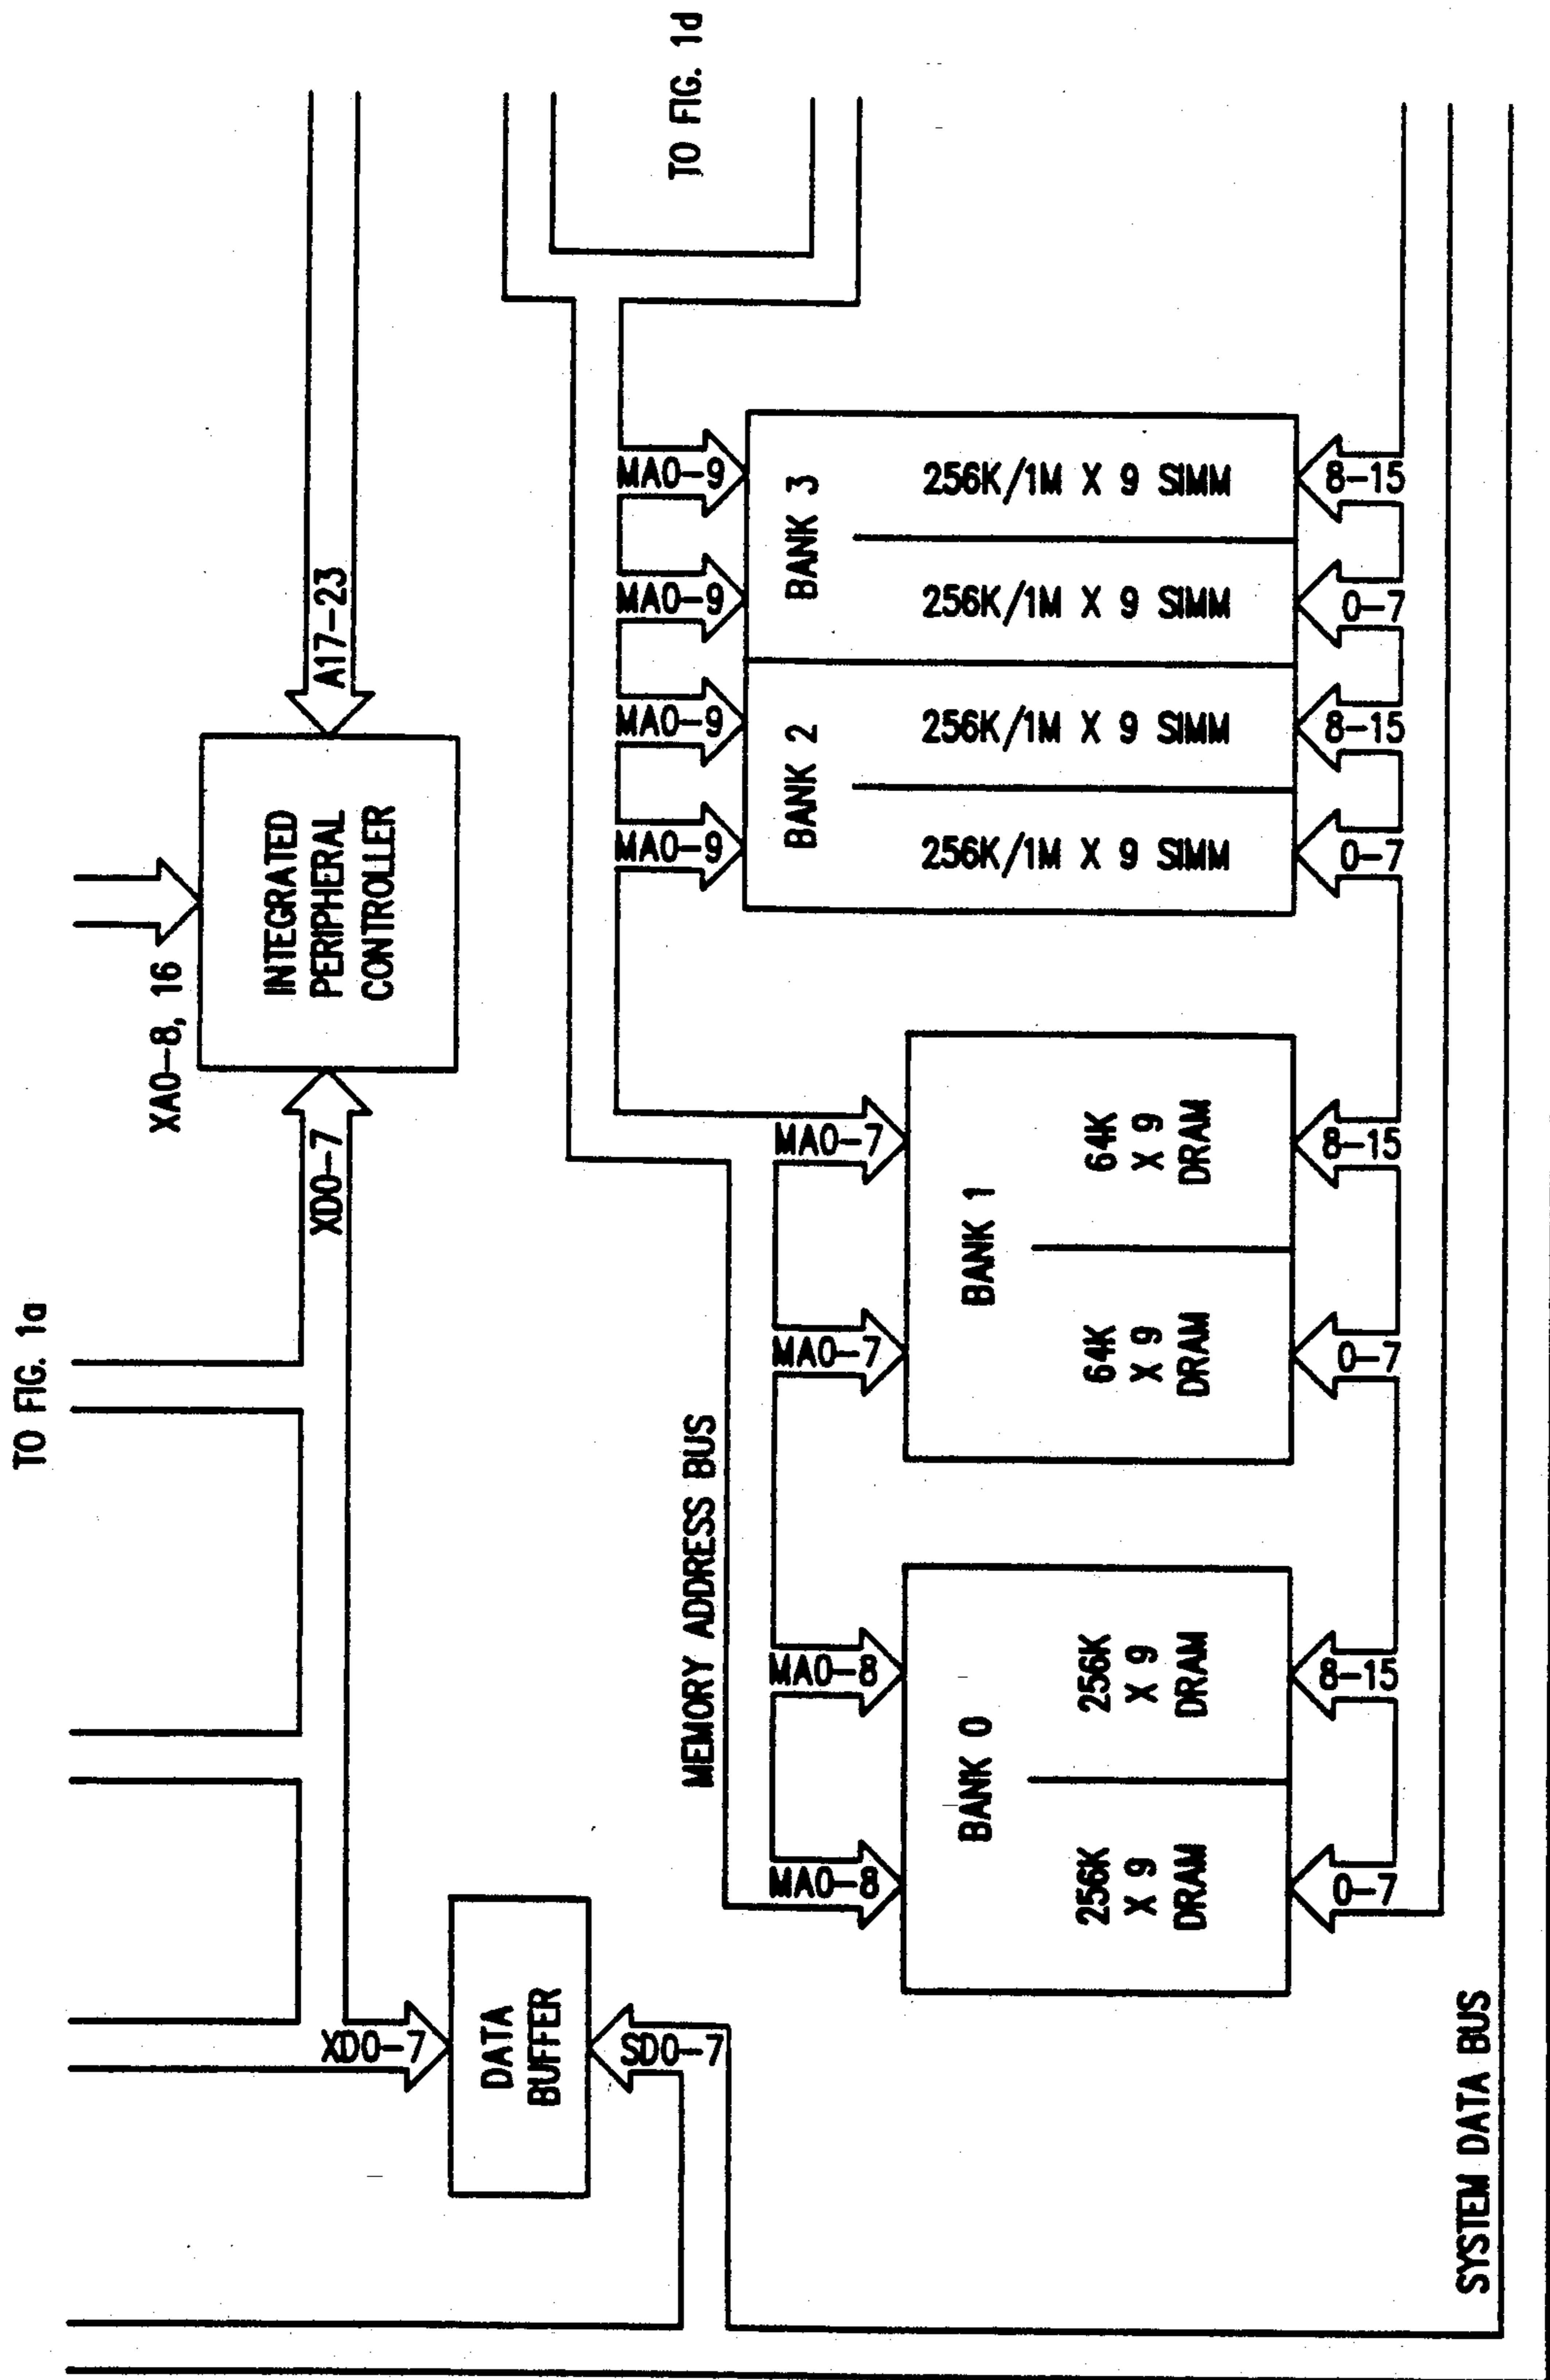 TO FIG. 1a
XA0-8, 16
XD0-7
A17-23
INTEGRATED
PERIPHERAL
CONTROLLER
TO FIG. 1d
XD0-7
DATA
BUFFER
SD0-7
MEMORY ADDRESS BUS
MA0-8
MA0-8
MA0-7
MA0-7
MA0-9
MA0-9
MA0-9
MA0-9
BANK 0
256K
X 9
DRAM
256K
X 9
DRAM
BANK 1
64K
X 9
DRAM
64K
X 9
DRAM
BANK 2
256K/1M X 9 SIMM
256K/1M X 9 SIMM
BANK 3
256K/1M X 9 SIMM
256K/1M X 9 SIMM
0-7
8-15
0-7
8-15
0-7
8-15
0-7
8-15
SYSTEM DATA BUS